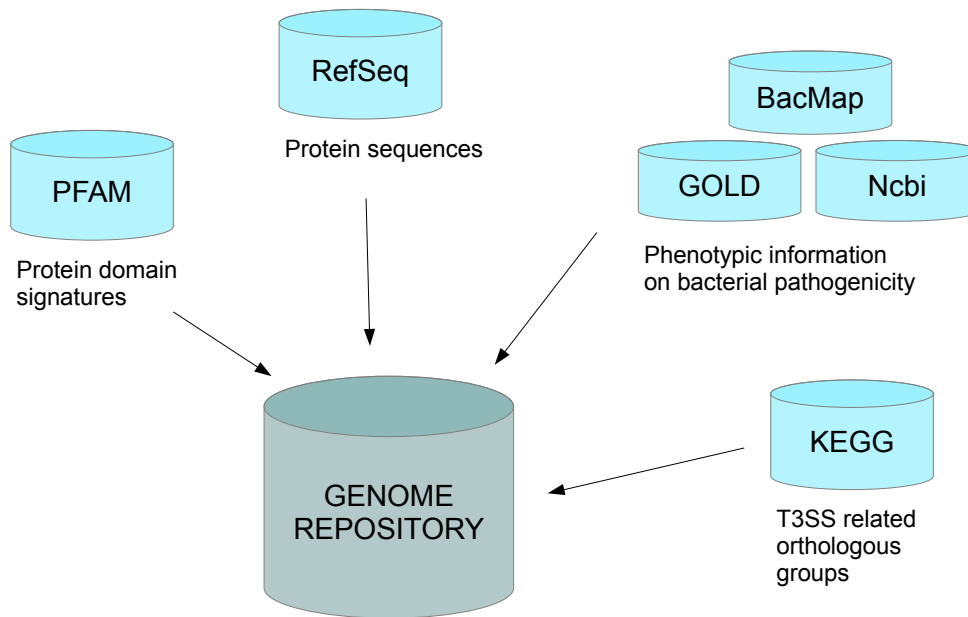 RefSeq
Protein sequences
BacMap
GOLD
Ncbi
Phenotypic information
on bacterial pathogenicity
PFAM
Protein domain
signatures
GENOME
REPOSITORY
KEGG
T3SS related
orthologous
groups